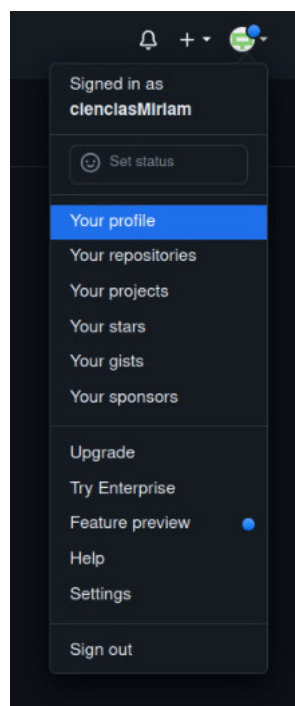 Signed in as
cienciasMiriam
Set status
Your profile
Your repositories
Your projects
Your stars
Your gists
Your sponsors
Upgrade
Try Enterprise
Feature preview
Help
Settings
Sign out